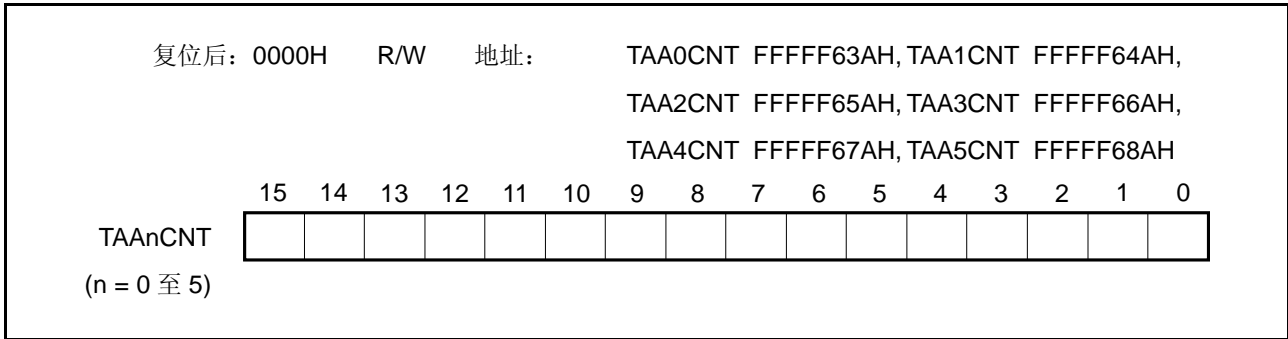 复位后：0000H R/W 地址： TAA0CNT FFFFF63AH, TAA1CNT FFFFF64AH,
TAA2CNT FFFFF65AH, TAA3CNT FFFFF66AH,
TAA4CNT FFFFF67AH, TAA5CNT FFFFF68AH
15 14 13 12 11 10 9 8 7 6 5 4 3 2 1 0
TAAnCNT
(n = 0 至 5)